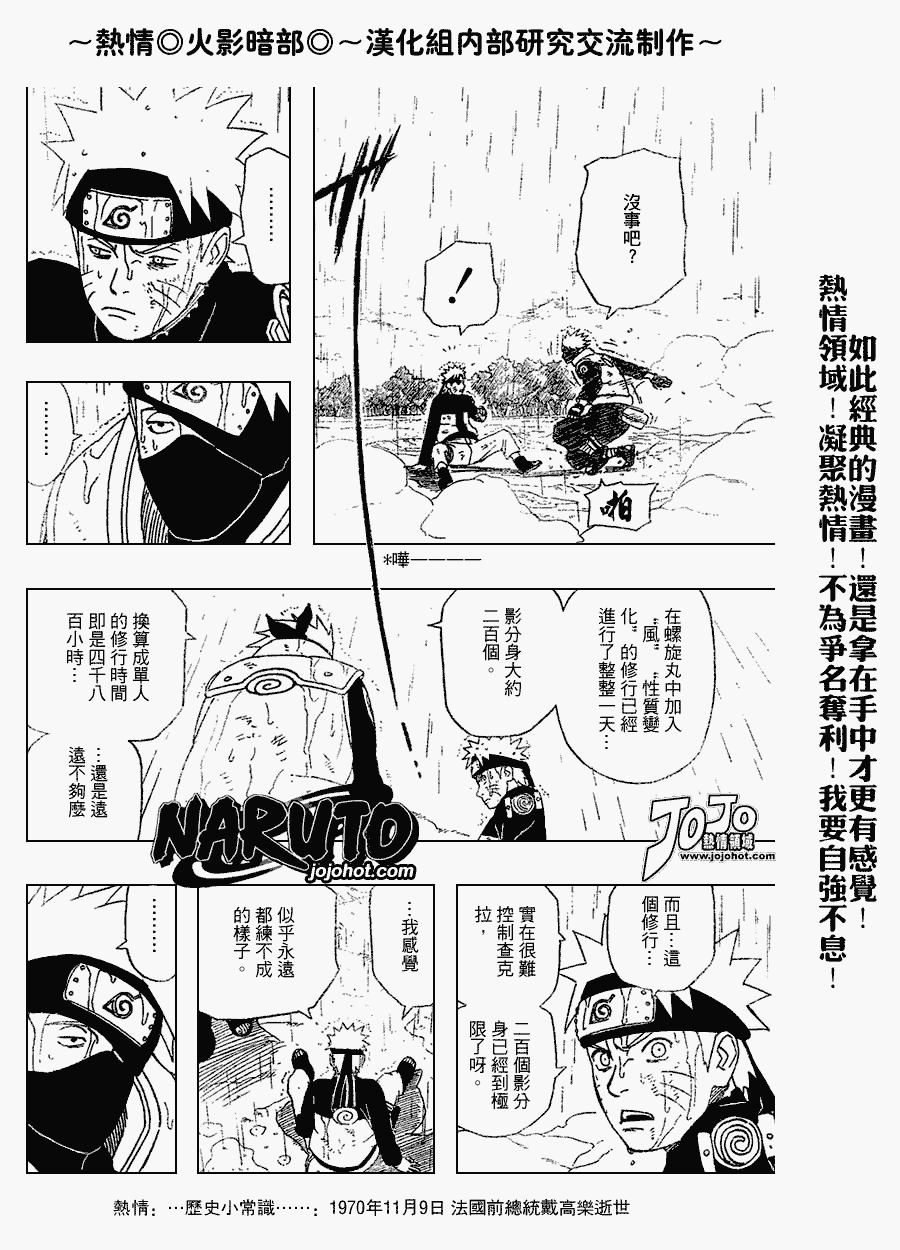 ～熱情◎火影暗部◎～漢化組内部研究交流制作～
如此經典的漫畫！還是拿在手中才更有感覺！
熱情領域！凝聚熱情！不為爭名奪利！我要自強不息！
沒事吧？
！
啪
*嘩————
………
………
在螺旋丸中加入
“風”“性質變
化”的修行已經
進行了整整一
天…
影分身大約
二百個。
換算成單人
的修行時間
即是四千八
百小時…
…還是遠
遠不夠麼
NARUTO
jojohot.com
JOJO
熱情領域
www.jojohot.com
而且…這
個修行…
實在很難
控制查克
拉，
二百個影分
身已經到極
限了呀。
…我感覺
似乎永遠
都練不成
的樣子。
………
熱情：…歷史小常識……：1970年11月9日 法國前總統戴高樂逝世